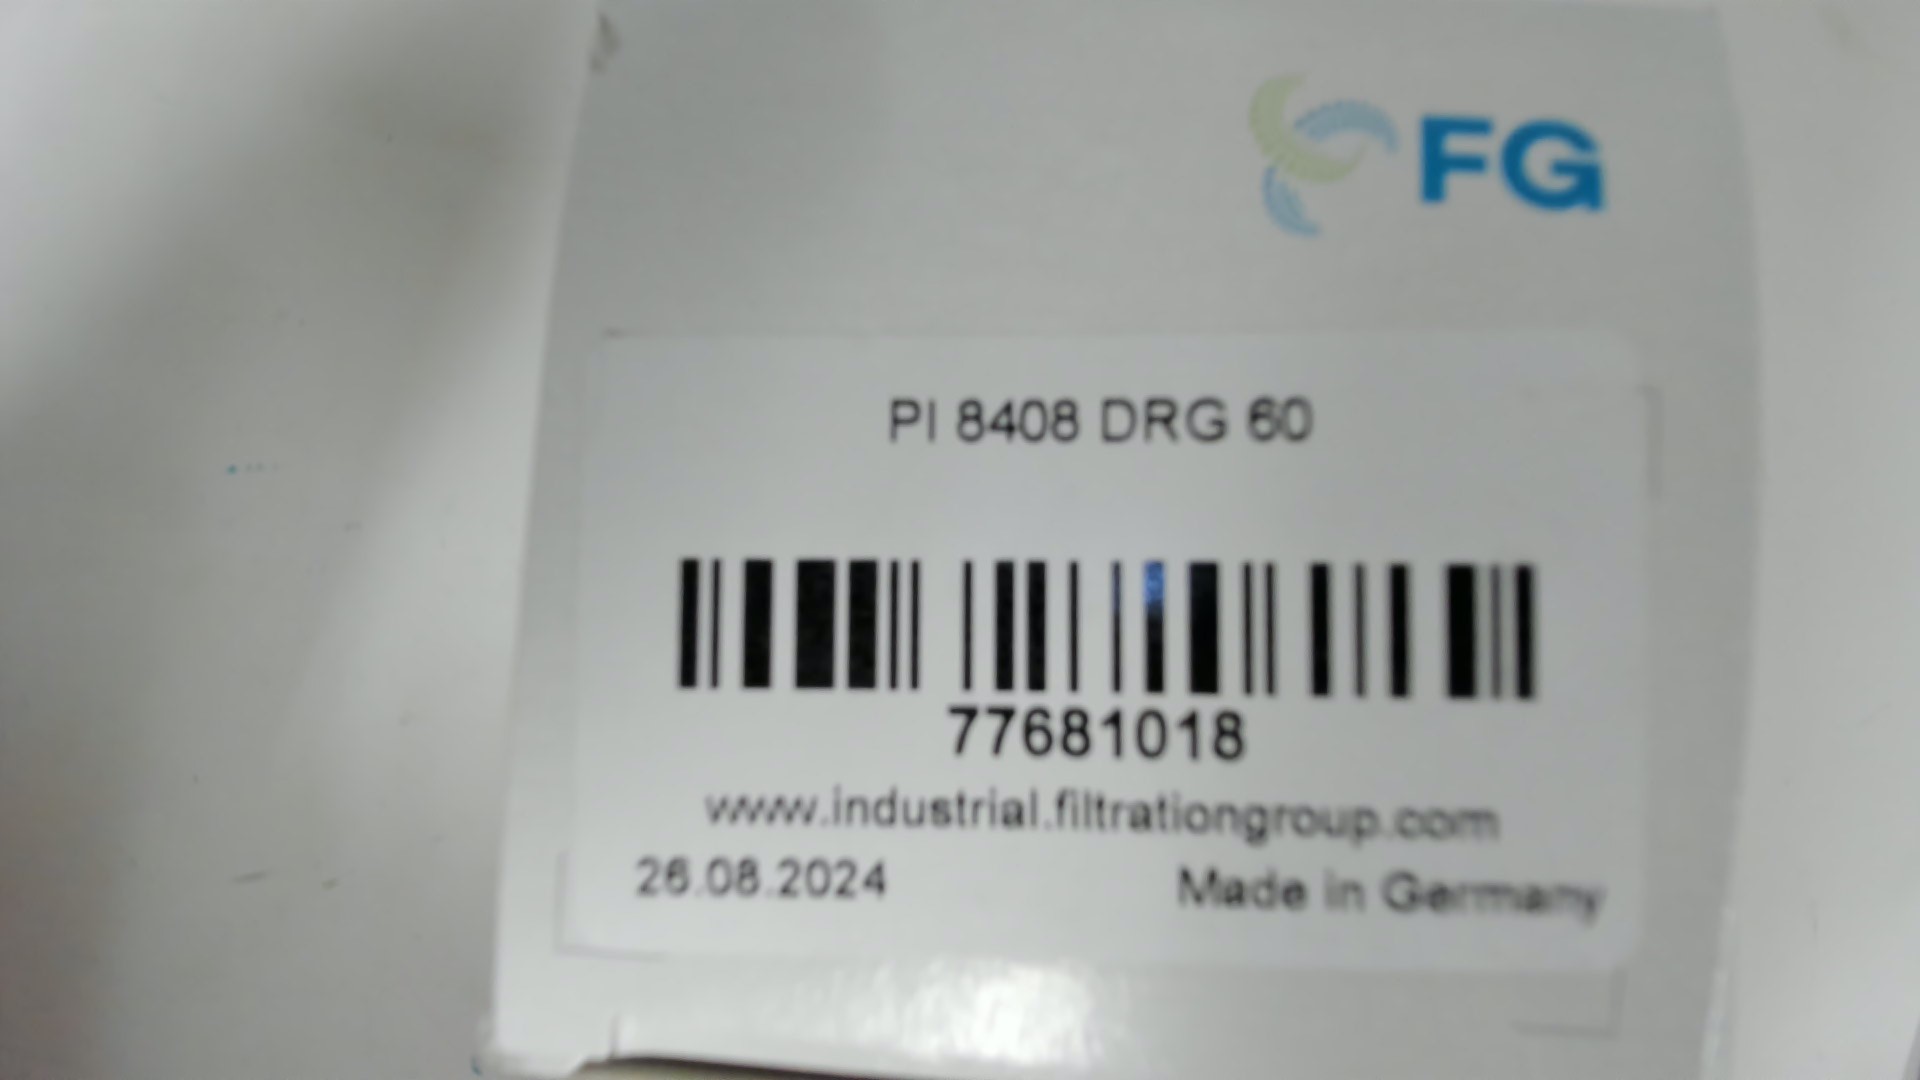 FG
PI 8408 DRG 60
77681018
www.industrial.filtrationgroup.com
26.08.2024
Made in Germany